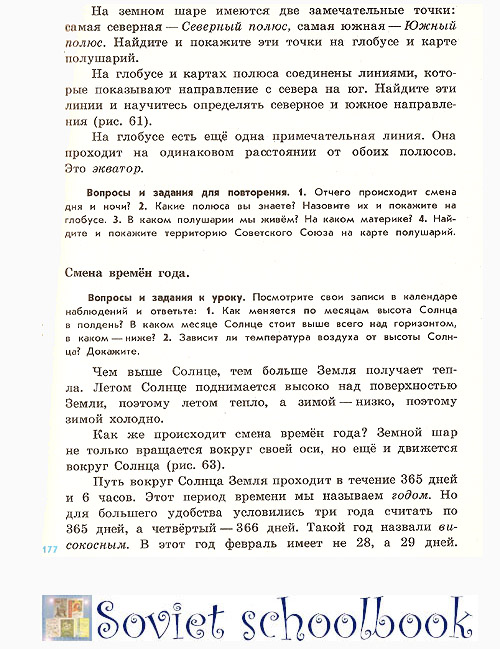 На земном шаре имеются две замечательные точки:
самая северная — Северный полюс, самая южная — Южный
полюс. Найдите и покажите эти точки на глобусе и карте
полушарий.
На глобусе и картах полюса соединены линиями, кото-
рые показывают направление с севера на юг. Найдите эти
линии и научитесь определять северное и южное направле-
ния (рис. 61).
На глобусе есть ещё одна примечательная линия. Она
проходит на одинаковом расстоянии от обоих полюсов.
Это экватор.
Вопросы и задания для повторения. 1. Отчего происходит смена
дня и ночи? 2. Какие полюса вы знаете? Назовите их и покажите на
глобусе. 3. В каком полушарии мы живём? На каком материке? 4. Най-
дите и покажите территорию Советского Союза на карте полушарий.
Смена времён года.
Вопросы и задания к уроку. Посмотрите свои записи в календаре
наблюдений и ответьте: 1. Как меняется по месяцам высота Солнца
в полдень? В каком месяце Солнце стоит выше всего над горизонтом,
в каком — ниже? 2. Зависит ли температура воздуха от высоты Солн-
ца? Докажите.
Чем выше Солнце, тем больше Земля получает теп-
ла. Летом Солнце поднимается высоко над поверхностью
Земли, поэтому летом тепло, а зимой — низко, поэтому
зимой холодно.
Как же происходит смена времён года? Земной шар
не только вращается вокруг своей оси, но ещё и движется
вокруг Солнца (рис. 63).
Путь вокруг Солнца Земля проходит в течение 365 дней
и 6 часов. Этот период времени мы называем годом. Но
для большего удобства условились три года считать по
365 дней, а четвёртый — 366 дней. Такой год назвали ви-
сокосным. В этот год февраль имеет не 28, а 29 дней.
177
Soviet schoolbook